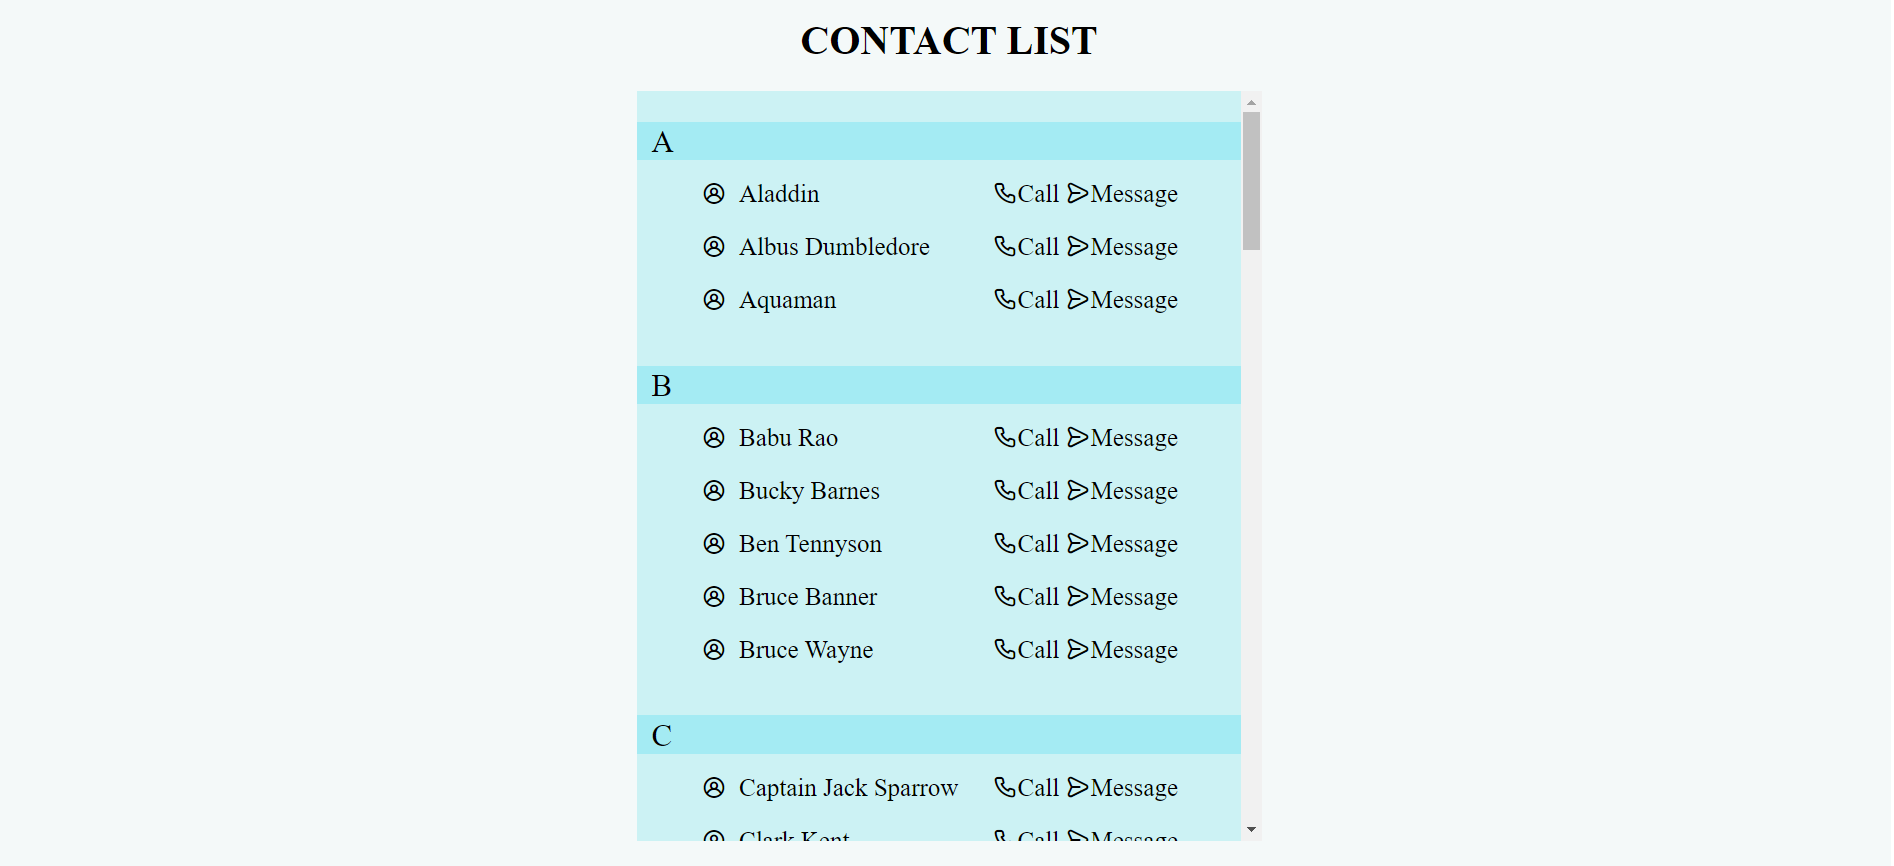 CONTACT LIST
A
Aladdin Call Message
Albus Dumbledore Call Message
Aquaman Call Message
B
Babu Rao Call Message
Bucky Barnes Call Message
Ben Tennyson Call Message
Bruce Banner Call Message
Bruce Wayne Call Message
C
Captain Jack Sparrow Call Message
Clark Kent Call Message